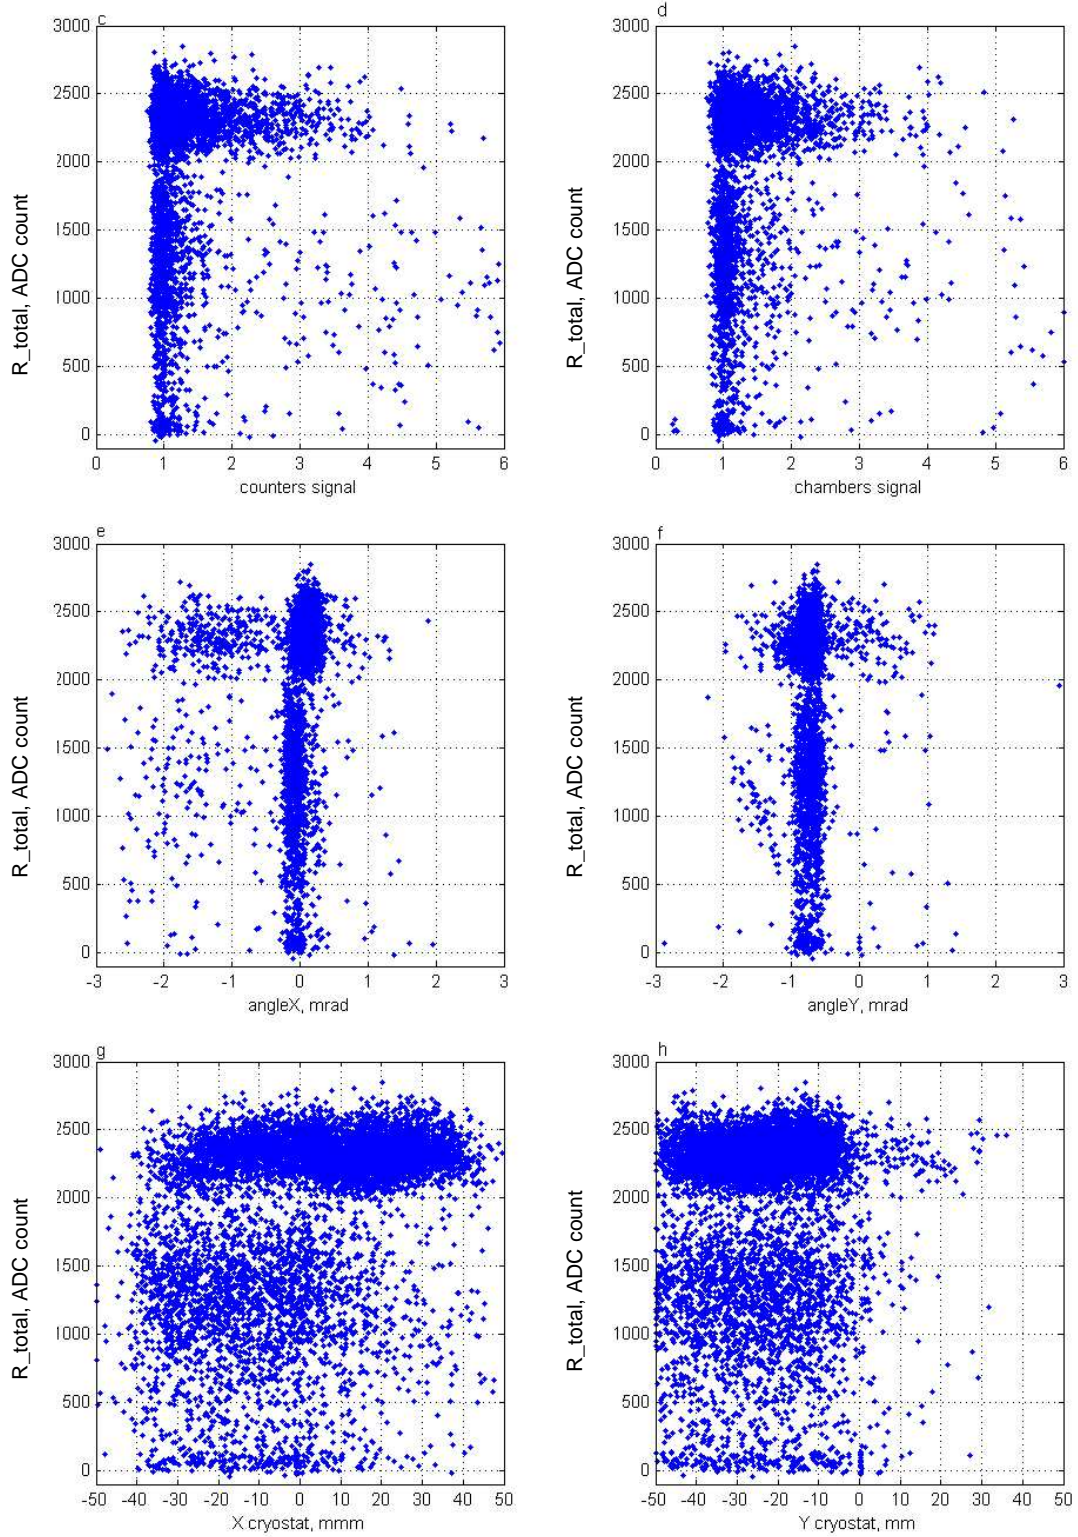 c
3000
2500
2000
1500
1000
500
0
R_total, ADC count
0 1 2 3 4 5 6
counters signal
d
3000
2500
2000
1500
1000
500
0
R_total, ADC count
0 1 2 3 4 5 6
chambers signal
e
3000
2500
2000
1500
1000
500
0
R_total, ADC count
-3 -2 -1 0 1 2 3
angleX, mrad
f
3000
2500
2000
1500
1000
500
0
R_total, ADC count
-3 -2 -1 0 1 2 3
angleY, mrad
g
3000
2500
2000
1500
1000
500
0
R_total, ADC count
-50 -40 -30 -20 -10 0 10 20 30 40 50
X cryostat, mmm
h
3000
2500
2000
1500
1000
500
0
R_total, ADC count
-50 -40 -30 -20 -10 0 10 20 30 40 50
Y cryostat, mm